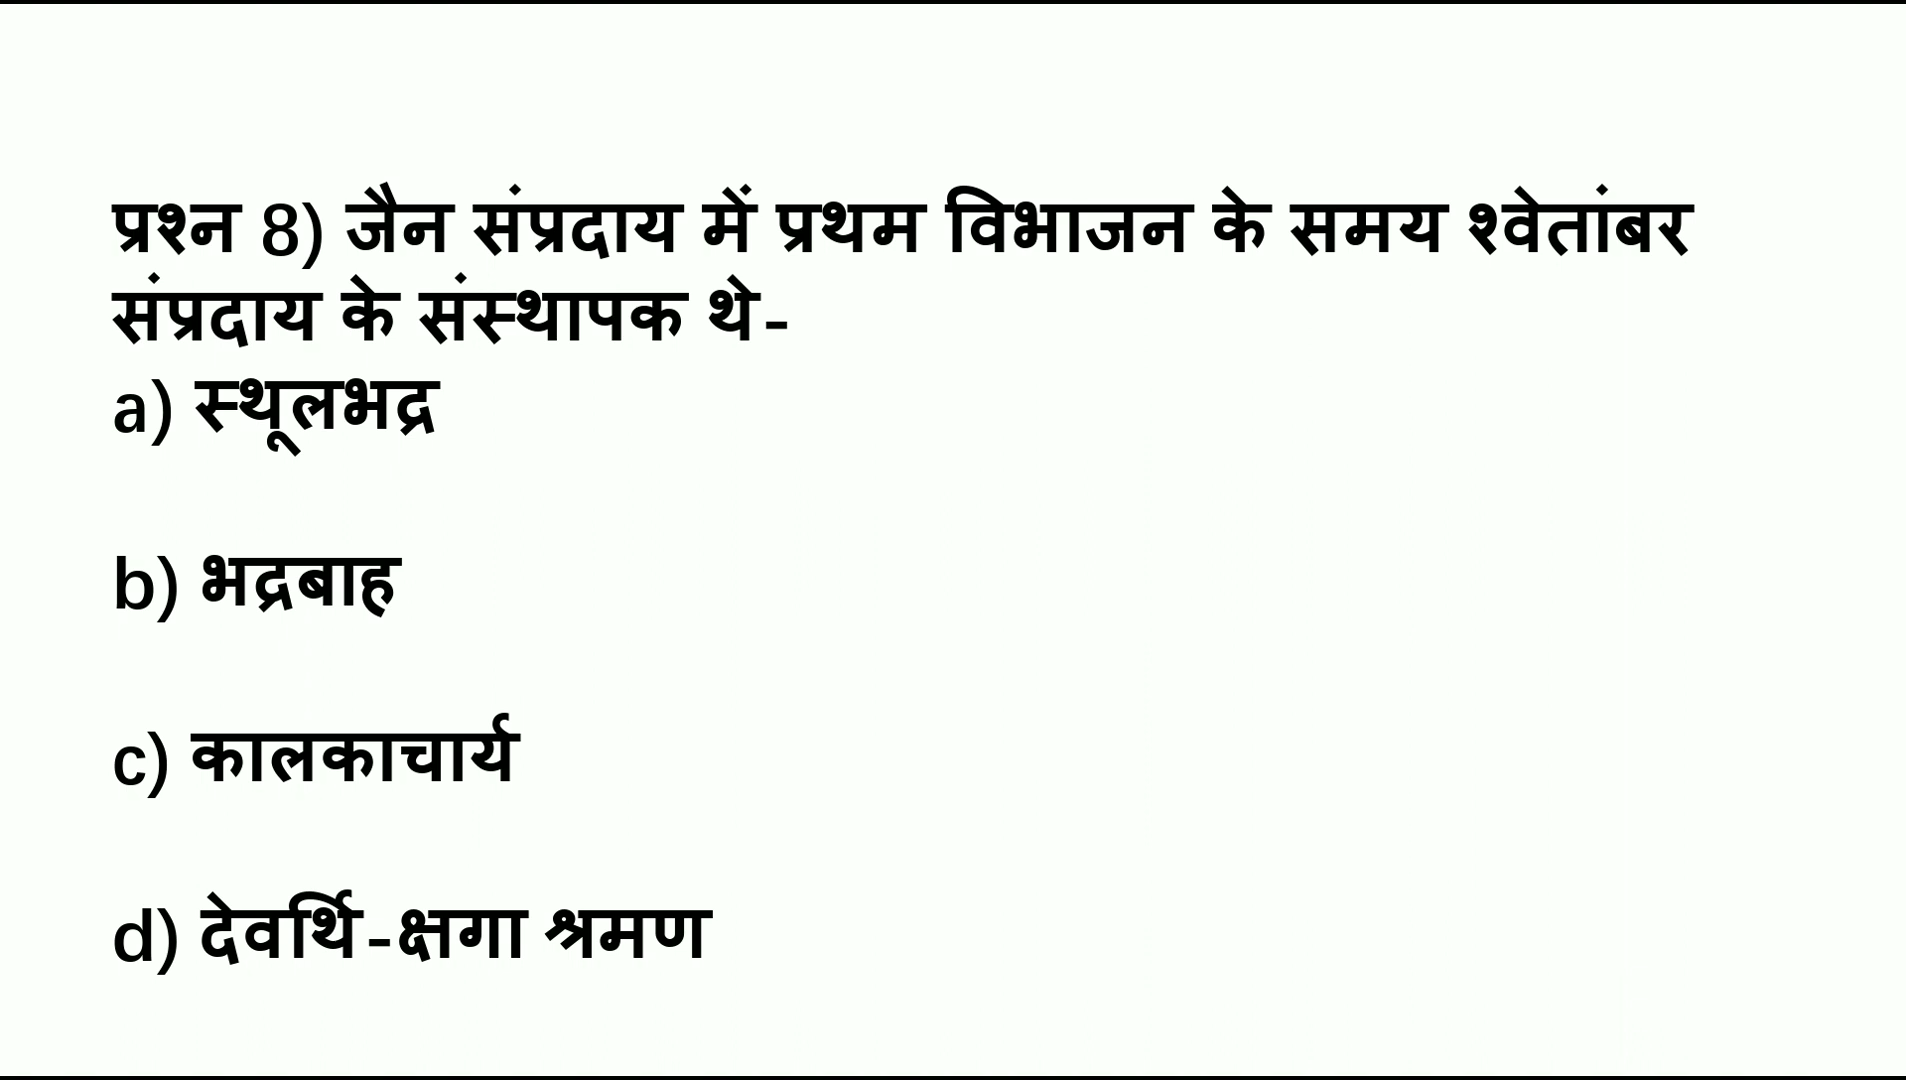 प्रश्न 8) जैन संप्रदाय में प्रथम विभाजन के समय श्वेतांबर
संप्रदाय के संस्थापक थे-
a) स्थूलभद्र
b) भद्रबाह
c) कालकाचार्य
d) देवर्थि-क्षगा श्रमण